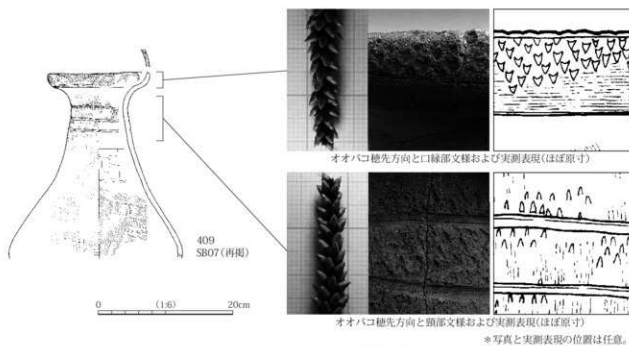 オオバコ穂先方向と口縁部文様および実測表現(ほぼ原寸)
409
SB07(再掲)
0 (1:6) 20cm
オオバコ穂先方向と頸部文様および実測表現(ほぼ原寸)
*写真と実測表現の位置は任意。